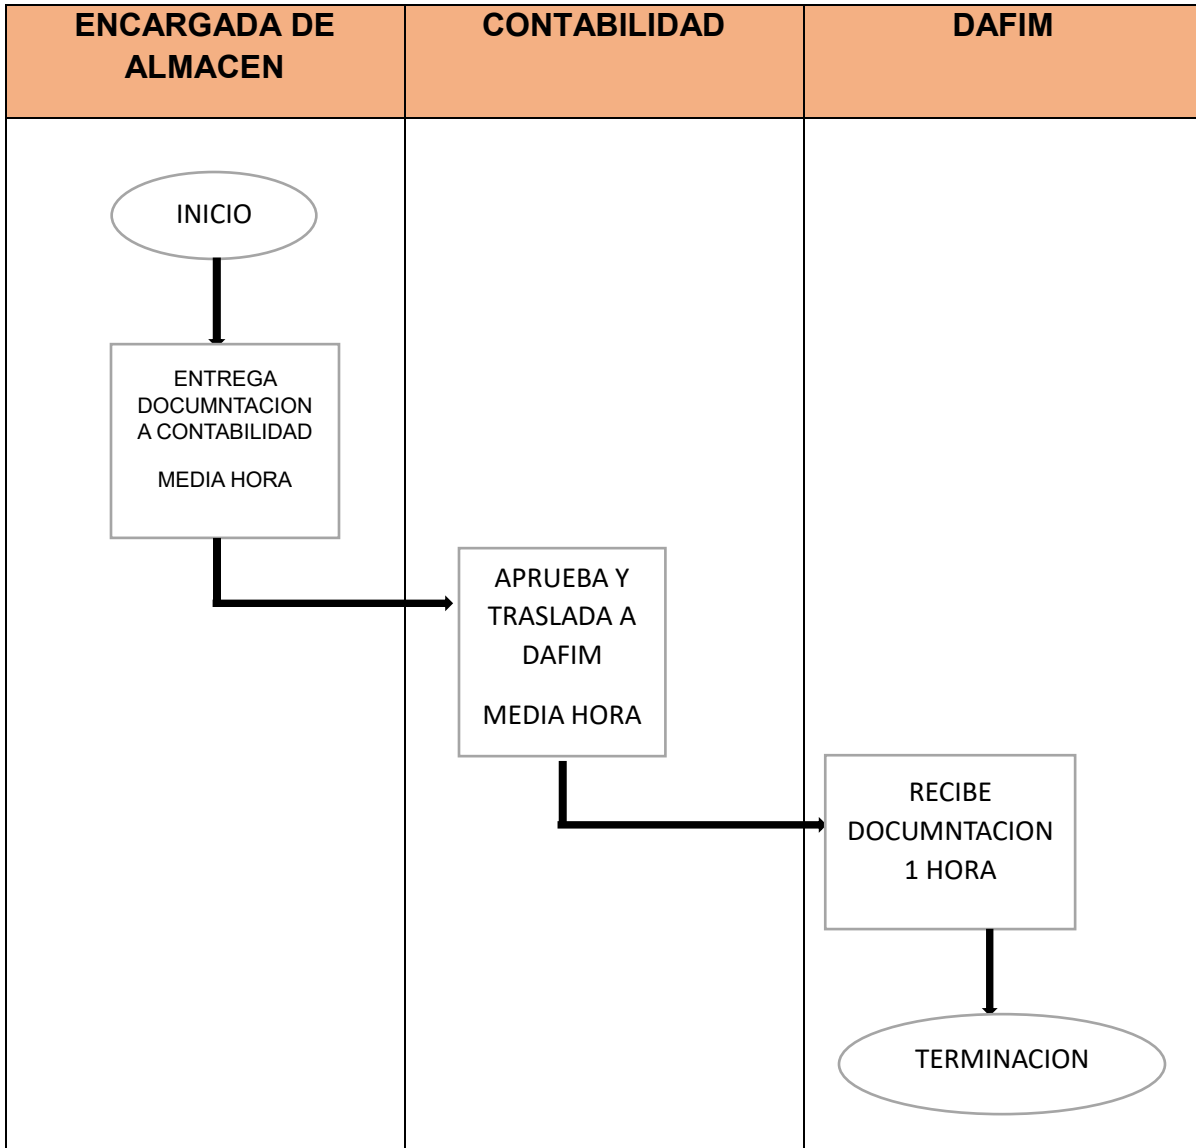 ENCARGADA DE
ALMACEN
CONTABILIDAD
DAFIM
INICIO
ENTREGA
DOCUMNTACION
A CONTABILIDAD
MEDIA HORA
APRUEBA Y
TRASLADA A
DAFIM
MEDIA HORA
RECIBE
DOCUMNTACION
1 HORA
TERMINACION